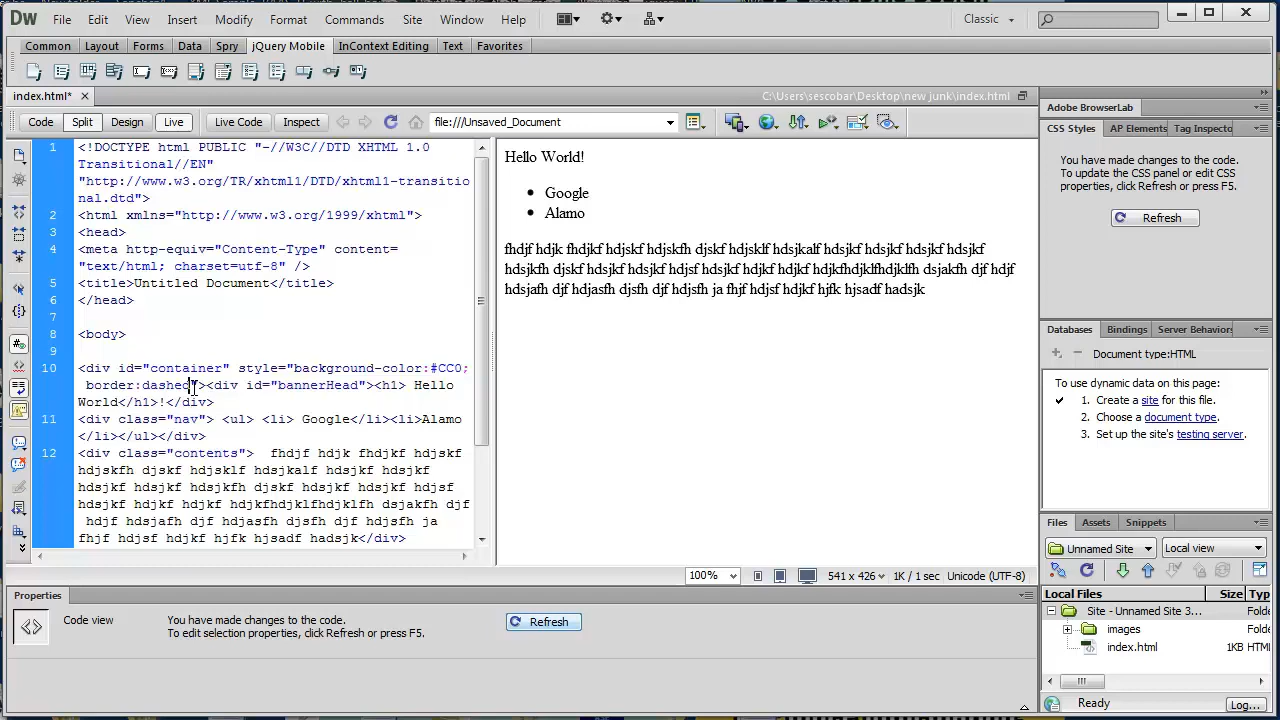 Dw File Edit View Insert Modify Format Commands Site Window Help Classic
Common Layout Forms Data Spry jQuery Mobile InContext Editing Text Favorites
index.html*
C:\Users\sescobar\Desktop\new junk\index.html
Code Split Design Live Live Code Inspect file:///Unsaved_Document
1 <!DOCTYPE html PUBLIC "-//W3C//DTD XHTML 1.0
Transitional//EN"
"http://www.w3.org/TR/xhtml1/DTD/xhtml1-transitio
nal.dtd">
2 <html xmlns="http://www.w3.org/1999/xhtml">
3 <head>
4 <meta http-equiv="Content-Type" content=
"text/html; charset=utf-8" />
5 <title>Untitled Document</title>
6 </head>
7
8 <body>
9
10 <div id="container" style="background-color:#CC0;
border:dashed"><div id="bannerHead"><h1> Hello
World</h1>!</div>
11 <div class="nav"> <ul> <li> Google</li><li>Alamo
</li></ul></div>
12 <div class="contents">  fhdjf hdjk fhdjkf hdjskf
hdjskfh djskf hdjsklf hdsjkalf hdsjkf hdsjkf
hdsjkf hdsjkf hdsjkfh djskf hdsjkf hdsjkf hdjsf
hdsjkf hdjkf hdjkf hdjkfhdjklfhdjklfh dsjakfh djf
hdjf hdsjafh djf hdjasfh djsfh djf hdjsfh ja
fhjf hdjsf hdjkf hjfk hjsadf hadsjk</div>
Hello World!
• Google
• Alamo
fhdjf hdjk fhdjkf hdjskf hdjskfh djskf hdjsklf hdsjkalf hdsjkf hdsjkf hdsjkf hdsjkf
hdsjkfh djskf hdsjkf hdsjkf hdjsf hdsjkf hdjkf hdjkf hdjkfhdjklfhdjklfh dsjakfh djf hdjf
hdsjafh djf hdjasfh djsfh djf hdjsfh ja fhjf hdjsf hdjkf hjfk hjsadf hadsjk
100% 541 x 426 1K / 1 sec Unicode (UTF-8)
Properties
Code view
You have made changes to the code.
To edit selection properties, click Refresh or press F5.
Refresh
Adobe BrowserLab
CSS Styles AP Elements Tag Inspecto
You have made changes to the code.
To update the CSS panel or edit CSS
properties, click Refresh or press F5.
Refresh
Databases Bindings Server Behaviors
Document type:HTML
To use dynamic data on this page:
1. Create a site for this file.
2. Choose a document type.
3. Set up the site's testing server.
Files Assets Snippets
Unnamed Site Local view
Local Files Size Typ
Site - Unnamed Site 3... Folde
images Folde
index.html 1KB HTML
Ready Log...